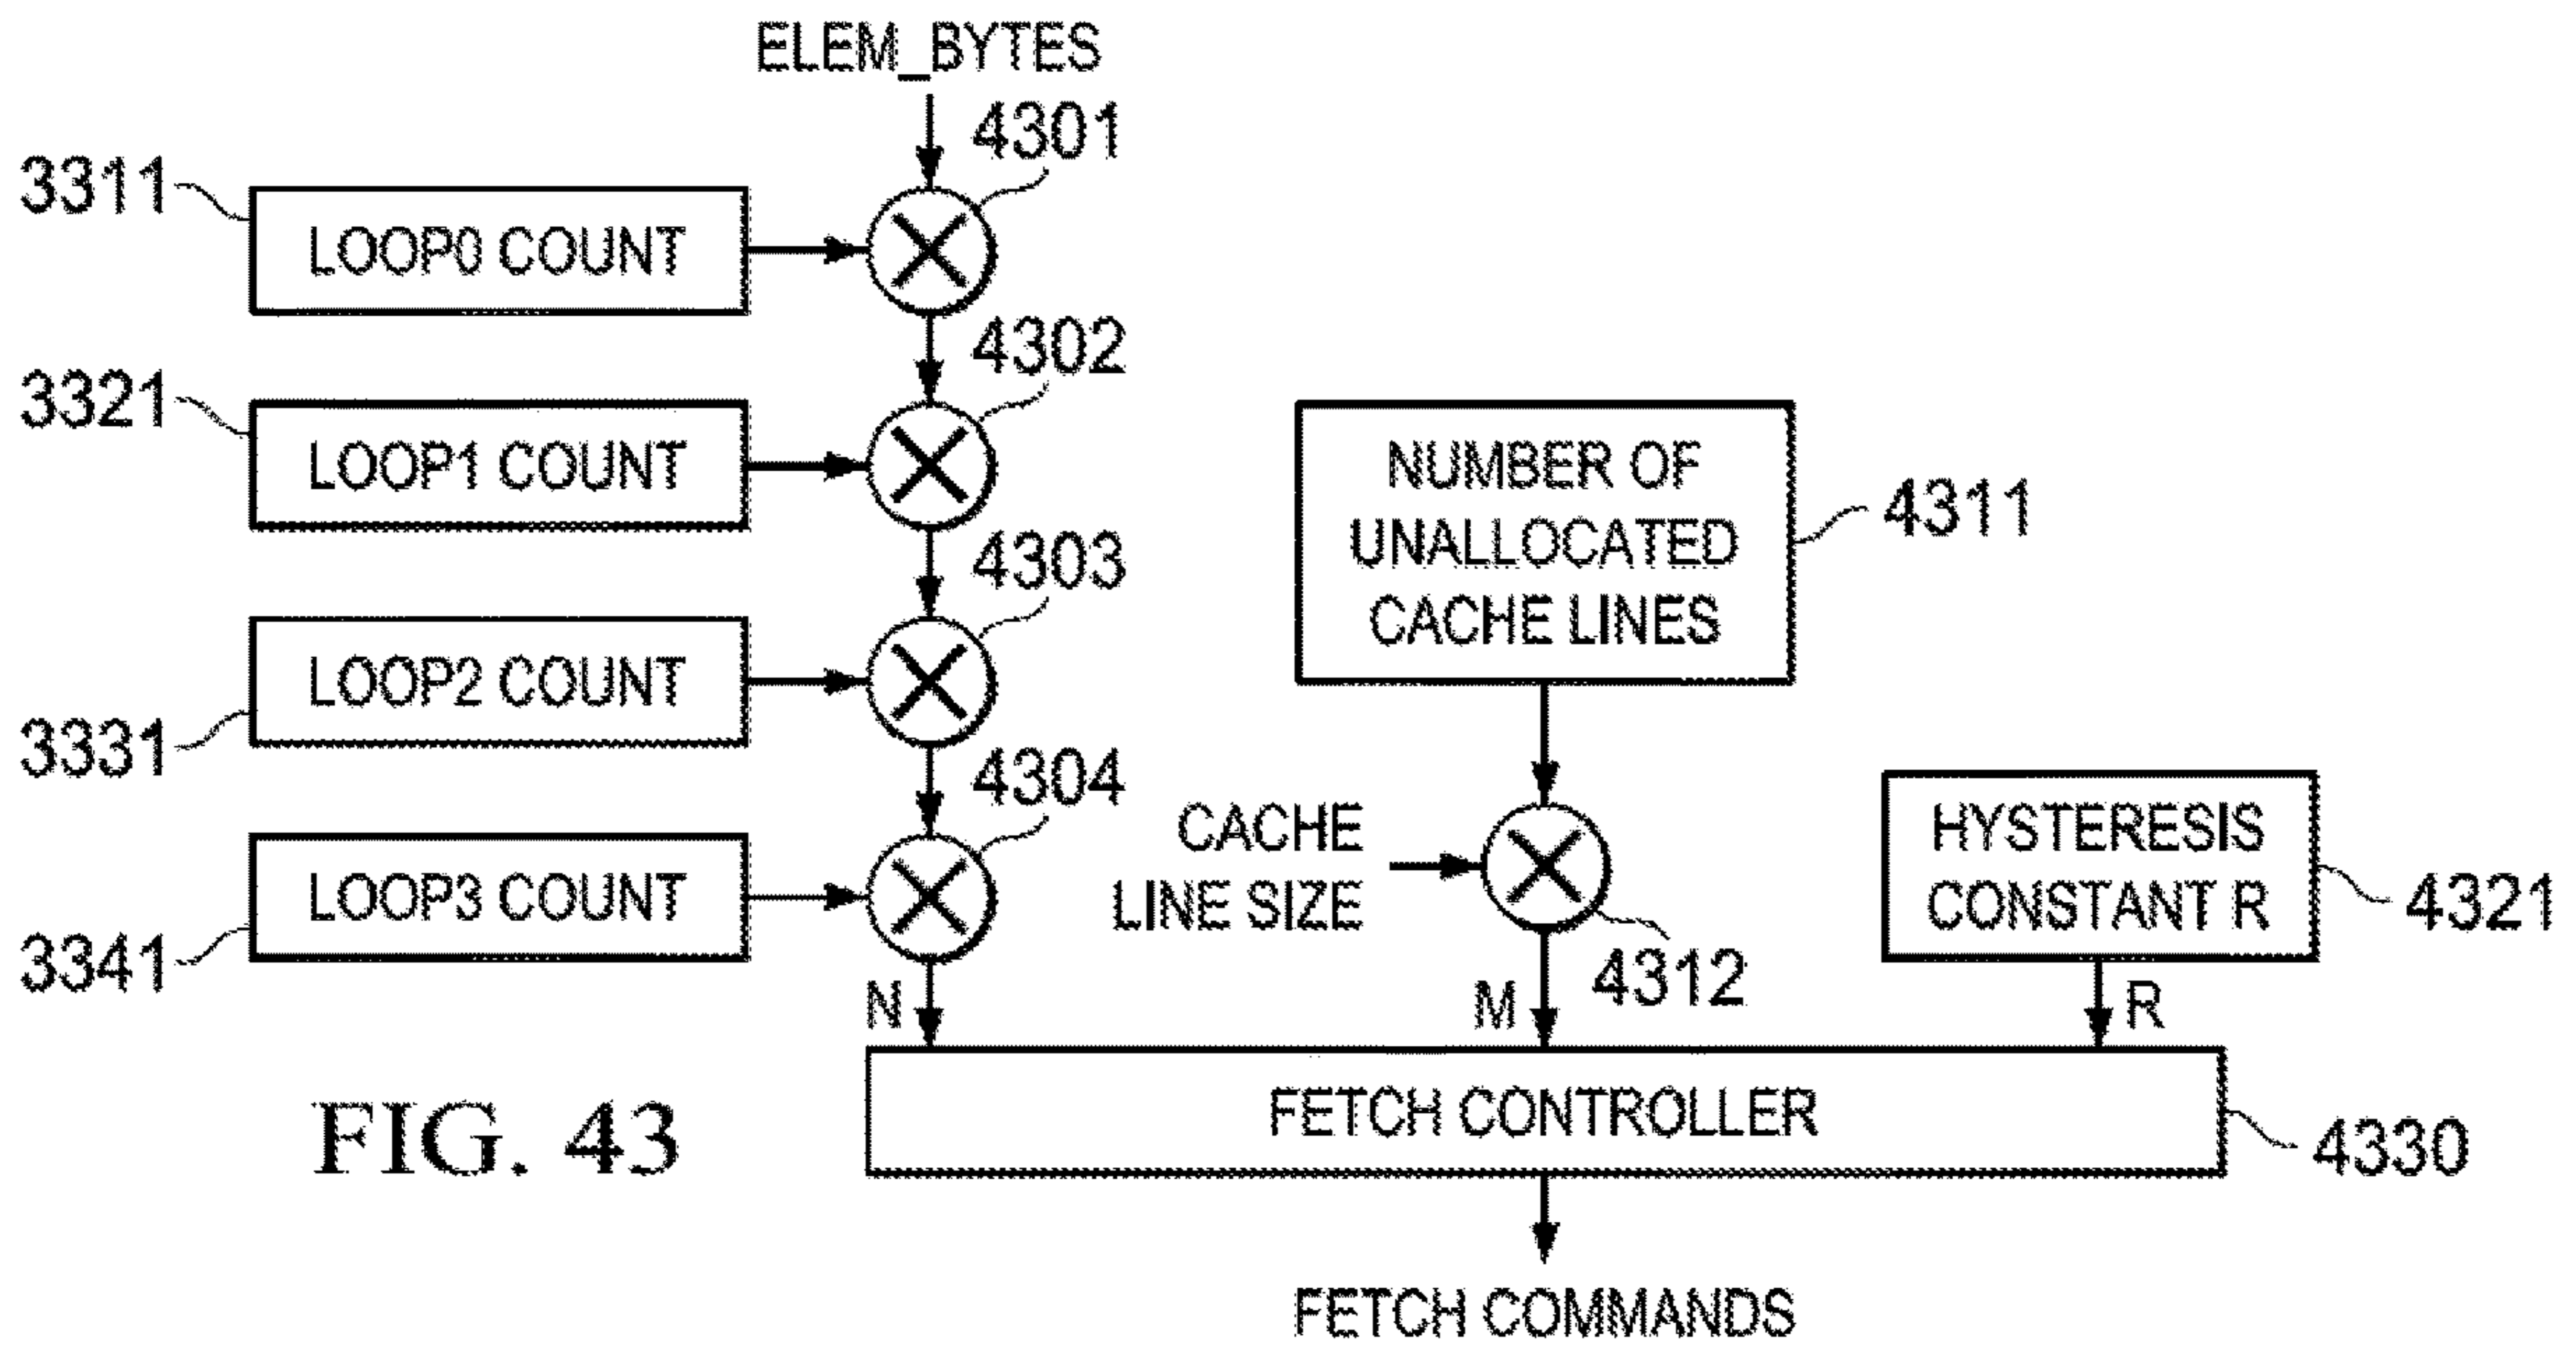 ELEM_BYTES
4301
3311
LOOP0 COUNT
4302
3321
LOOP1 COUNT
NUMBER OF
UNALLOCATED
CACHE LINES
4311
4303
LOOP2 COUNT
3331
4304
CACHE
LINE SIZE
HYSTERESIS
CONSTANT R
4321
LOOP3 COUNT
3341
4312
N
M
R
FETCH CONTROLLER
4330
FIG. 43
FETCH COMMANDS